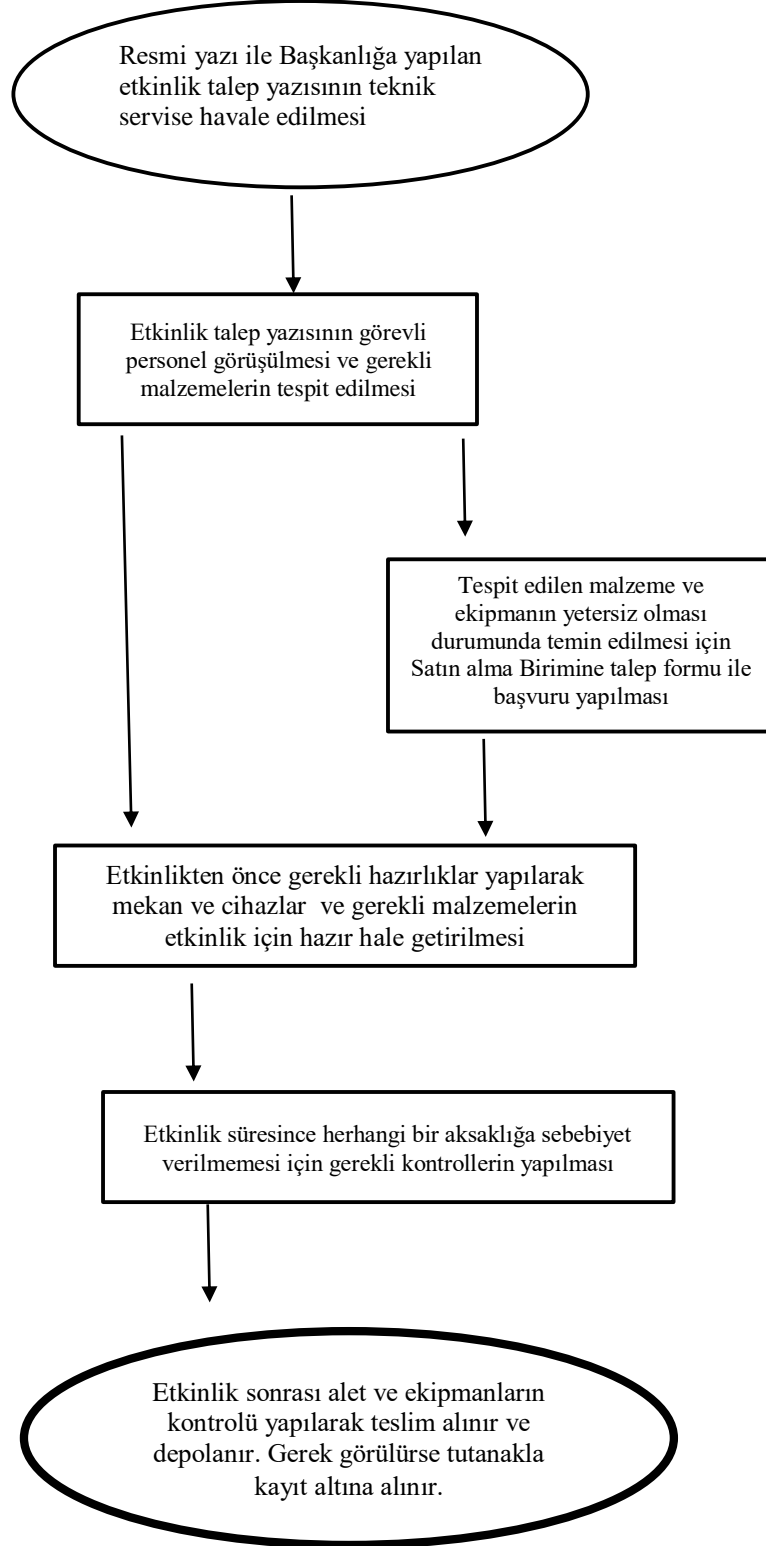 Resmi yazı ile Başkanlığa yapılan
etkinlik talep yazısının teknik
servise havale edilmesi
Etkinlik talep yazısının görevli
personel görüşülmesi ve gerekli
malzemelerin tespit edilmesi
Tespit edilen malzeme ve
ekipmanın yetersiz olması
durumunda temin edilmesi için
Satın alma Birimine talep formu ile
başvuru yapılması
Etkinlikten önce gerekli hazırlıklar yapılarak
mekan ve cihazlar ve gerekli malzemelerin
etkinlik için hazır hale getirilmesi
Etkinlik süresince herhangi bir aksaklığa sebebiyet
verilmemesi için gerekli kontrollerin yapılması
Etkinlik sonrası alet ve ekipmanların
kontrolü yapılarak teslim alınır ve
depolanır. Gerek görülürse tutanakla
kayıt altına alınır.